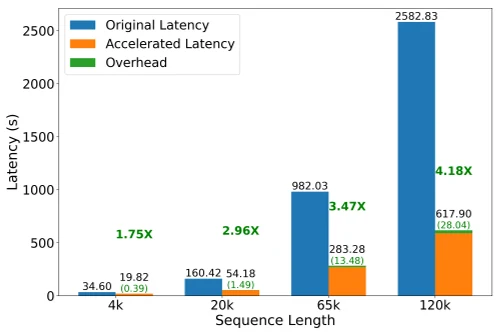 2582.83
Original Latency
Accelerated Latency
Overhead
2500
2000
1500
1000
500
0
Latency (s)
4.18X
982.03
3.47X
617.90
(28.04)
2.96X
1.75X
283.28
(13.48)
160.42
54.18
(1.49)
34.60
19.82
(0.39)
4k
20k
65k
120k
Sequence Length